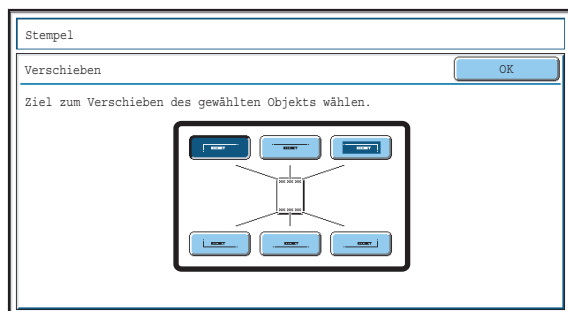 Stempel
Verschieben
OK
Ziel zum Verschieben des gewählten Objekts wählen.